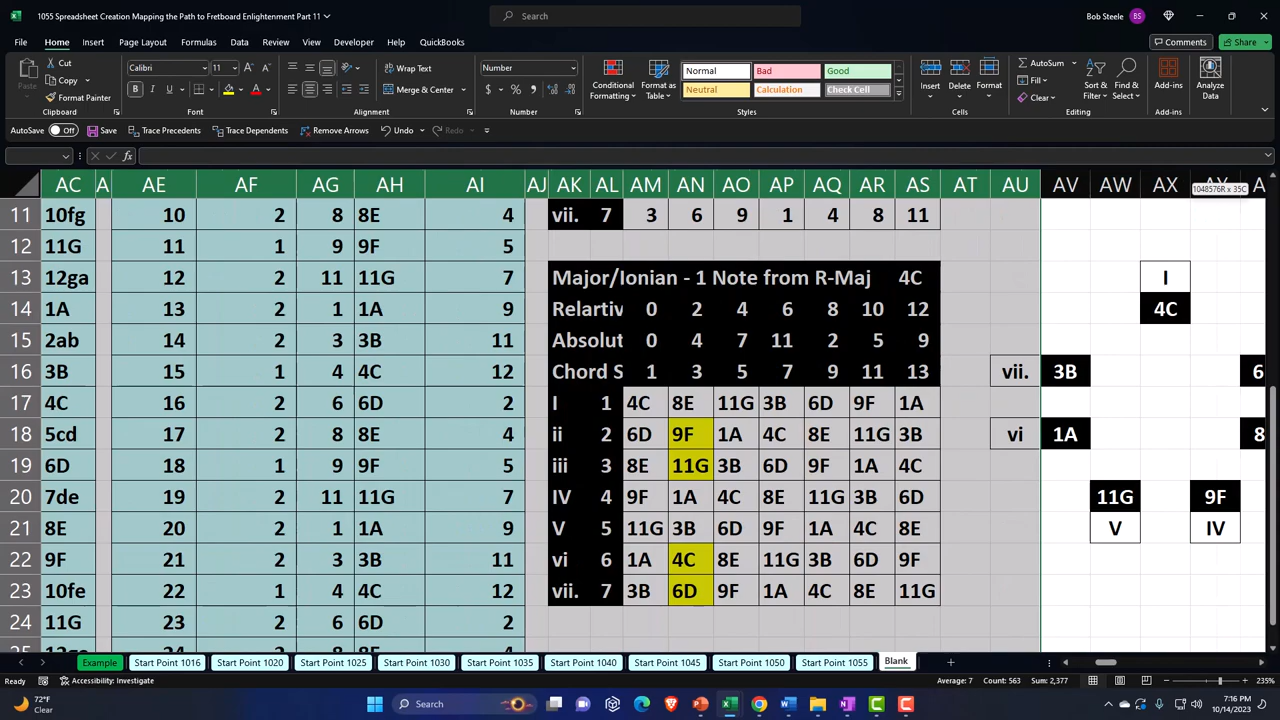 1055 Spreadsheet Creation Mapping the Path to Fretboard Enlightenment Part 11
Search
Bob Steele BS
File Home Insert Page Layout Formulas Data Review View Developer Help QuickBooks Comments Share
Cut Calibri 11 Wrap Text Number Normal Bad Good AutoSum
Copy Fill
Paste Format Painter Merge & Center Conditional Formatting Format as Table Neutral Calculation Check Cell Insert Delete Format Clear Sort & Filter Find & Select Add-ins Analyze Data
Clipboard Font Alignment Number Styles Cells Editing Add-ins
AutoSave Off Save Trace Precedents Trace Dependents Remove Arrows Undo Redo
fx
AC A AE AF AG AH AI AJ AK AL AM AN AO AP AQ AR AS AT AU AV AW AX 1048576R x 35C
11 10fg 10 2 8 8E 4 vii. 7 3 6 9 1 4 8 11
12 11G 11 1 9 9F 5
13 12ga 12 2 11 11G 7 Major/Ionian - 1 Note from R-Maj 4C I
14 1A 13 2 1 1A 9 Relartiv 0 2 4 6 8 10 12 4C
15 2ab 14 2 3 3B 11 Absolut 0 4 7 11 2 5 9
16 3B 15 1 4 4C 12 Chord S 1 3 5 7 9 11 13 vii. 3B 6
17 4C 16 2 6 6D 2 I 1 4C 8E 11G 3B 6D 9F 1A
18 5cd 17 2 8 8E 4 ii 2 6D 9F 1A 4C 8E 11G 3B vi 1A 8
19 6D 18 1 9 9F 5 iii 3 8E 11G 3B 6D 9F 1A 4C
20 7de 19 2 11 11G 7 IV 4 9F 1A 4C 8E 11G 3B 6D 11G 9F
21 8E 20 2 1 1A 9 V 5 11G 3B 6D 9F 1A 4C 8E V IV
22 9F 21 2 3 3B 11 vi 6 1A 4C 8E 11G 3B 6D 9F
23 10fe 22 1 4 4C 12 vii. 7 3B 6D 9F 1A 4C 8E 11G
24 11G 23 2 6 6D 2
Example Start Point 1016 Start Point 1020 Start Point 1025 Start Point 1030 Start Point 1035 Start Point 1040 Start Point 1045 Start Point 1050 Start Point 1055 Blank
Ready Accessibility: Investigate Average: 7 Count: 563 Sum: 2,377 235%
72°F
Cloudy Search 7:16 PM
10/14/2023